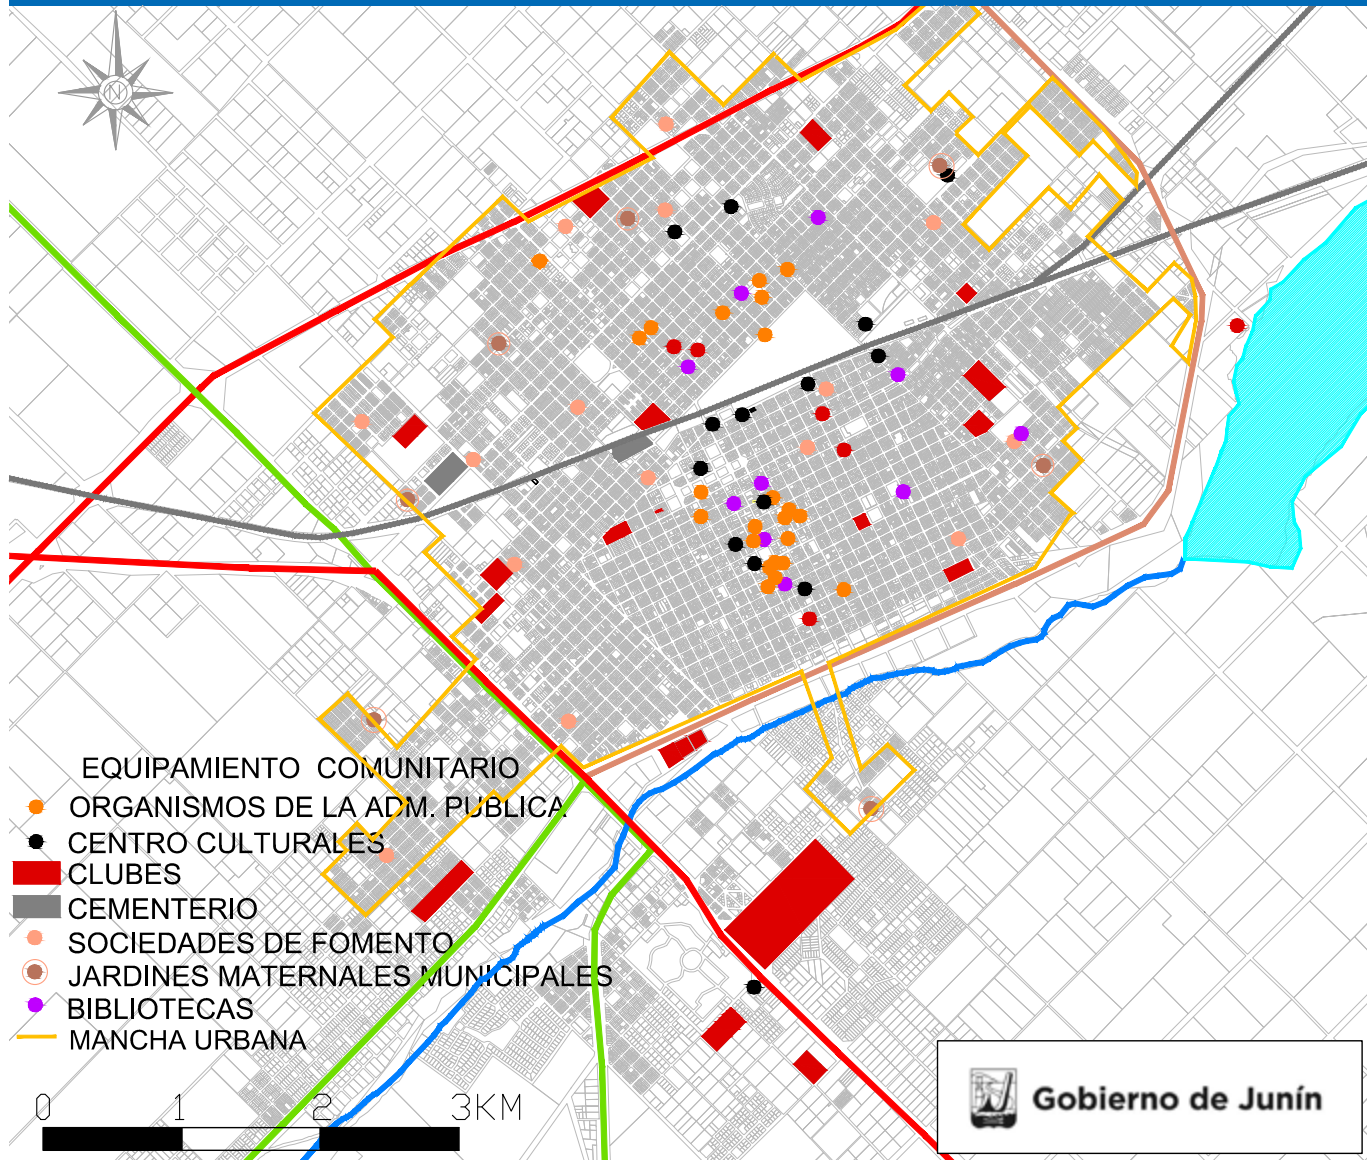 N
EQUIPAMIENTO COMUNITARIO
ORGANISMOS DE LA ADM. PUBLICA
CENTRO CULTURALES
CLUBES
CEMENTERIO
SOCIEDADES DE FOMENTO
JARDINES MATERNALES MUNICIPALES
BIBLIOTECAS
MANCHA URBANA
0 1 2 3KM
Gobierno de Junín